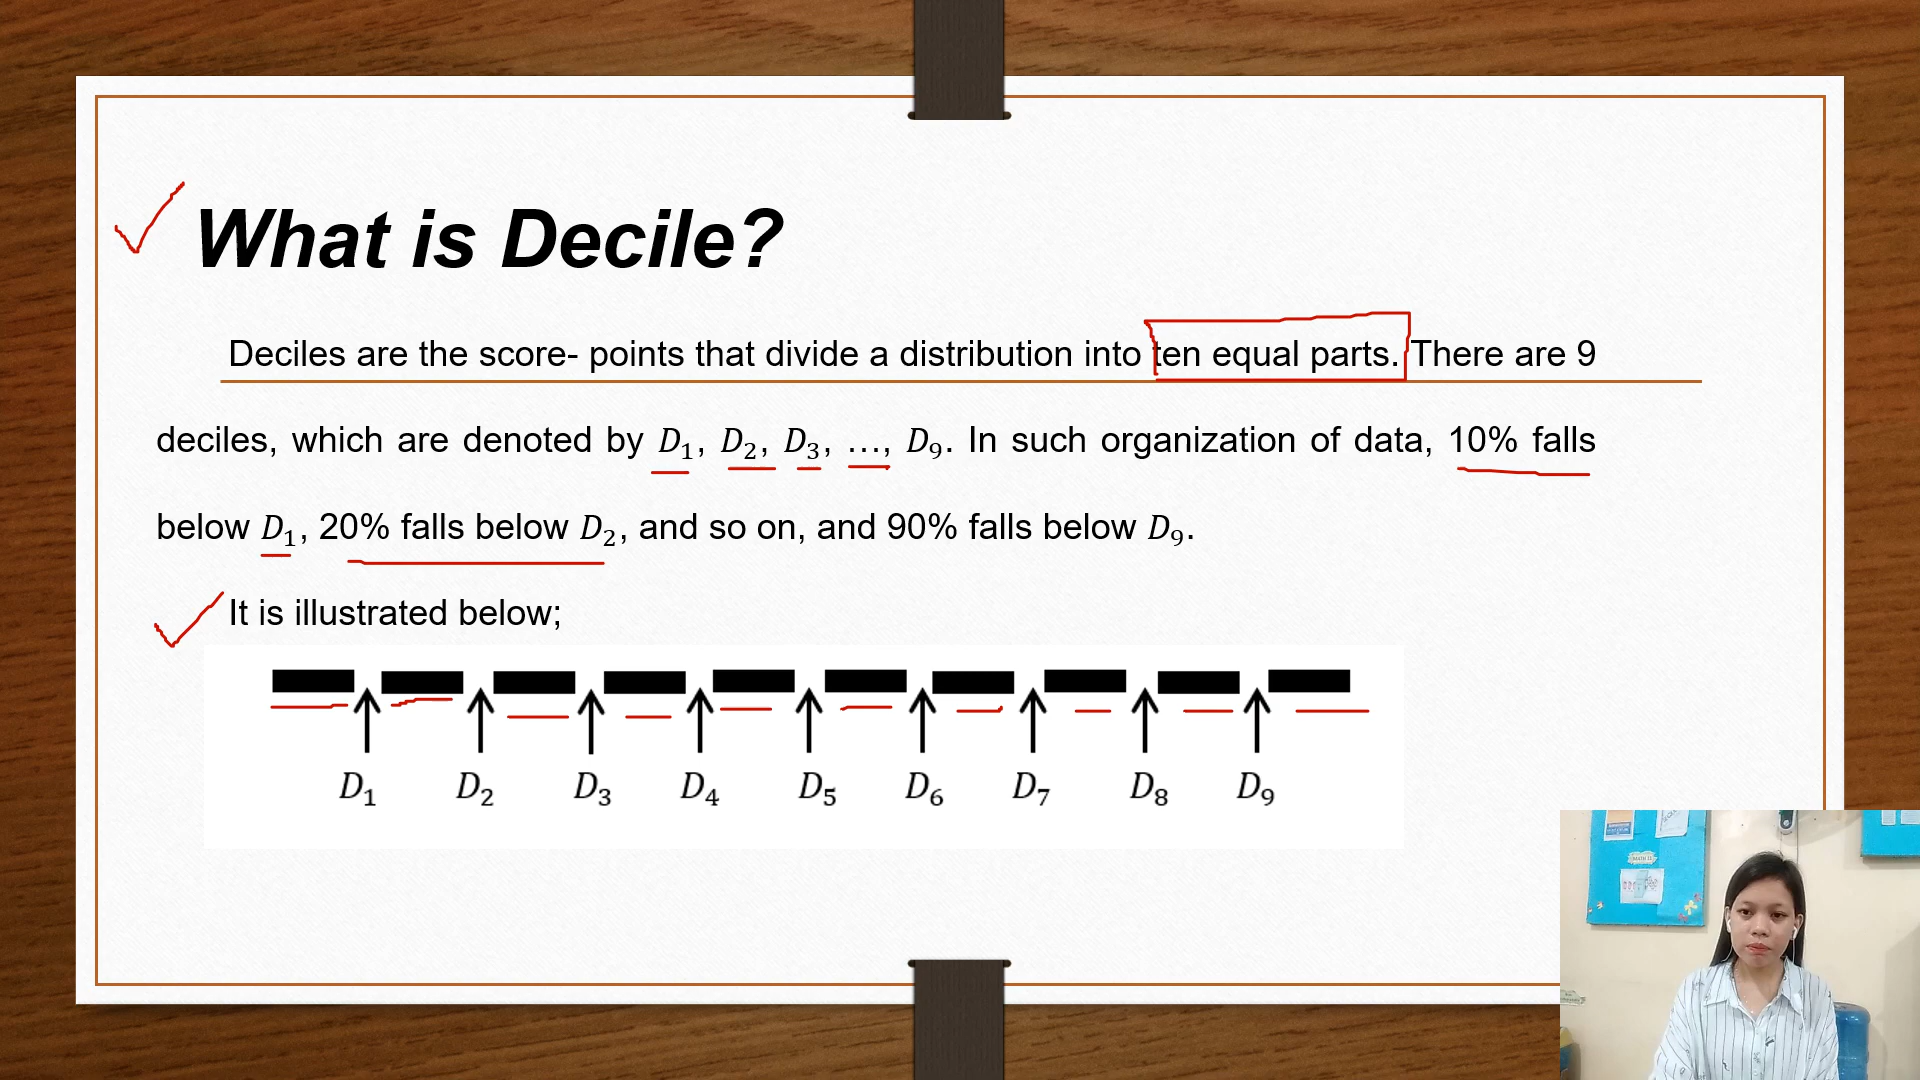 What is Decile?
Deciles are the score- points that divide a distribution into ten equal parts. There are 9
deciles, which are denoted by D₁, D₂, D₃, …, D₉. In such organization of data, 10% falls
below D₁, 20% falls below D₂, and so on, and 90% falls below D₉.
It is illustrated below;
D₁ D₂ D₃ D₄ D₅ D₆ D₇ D₈ D₉